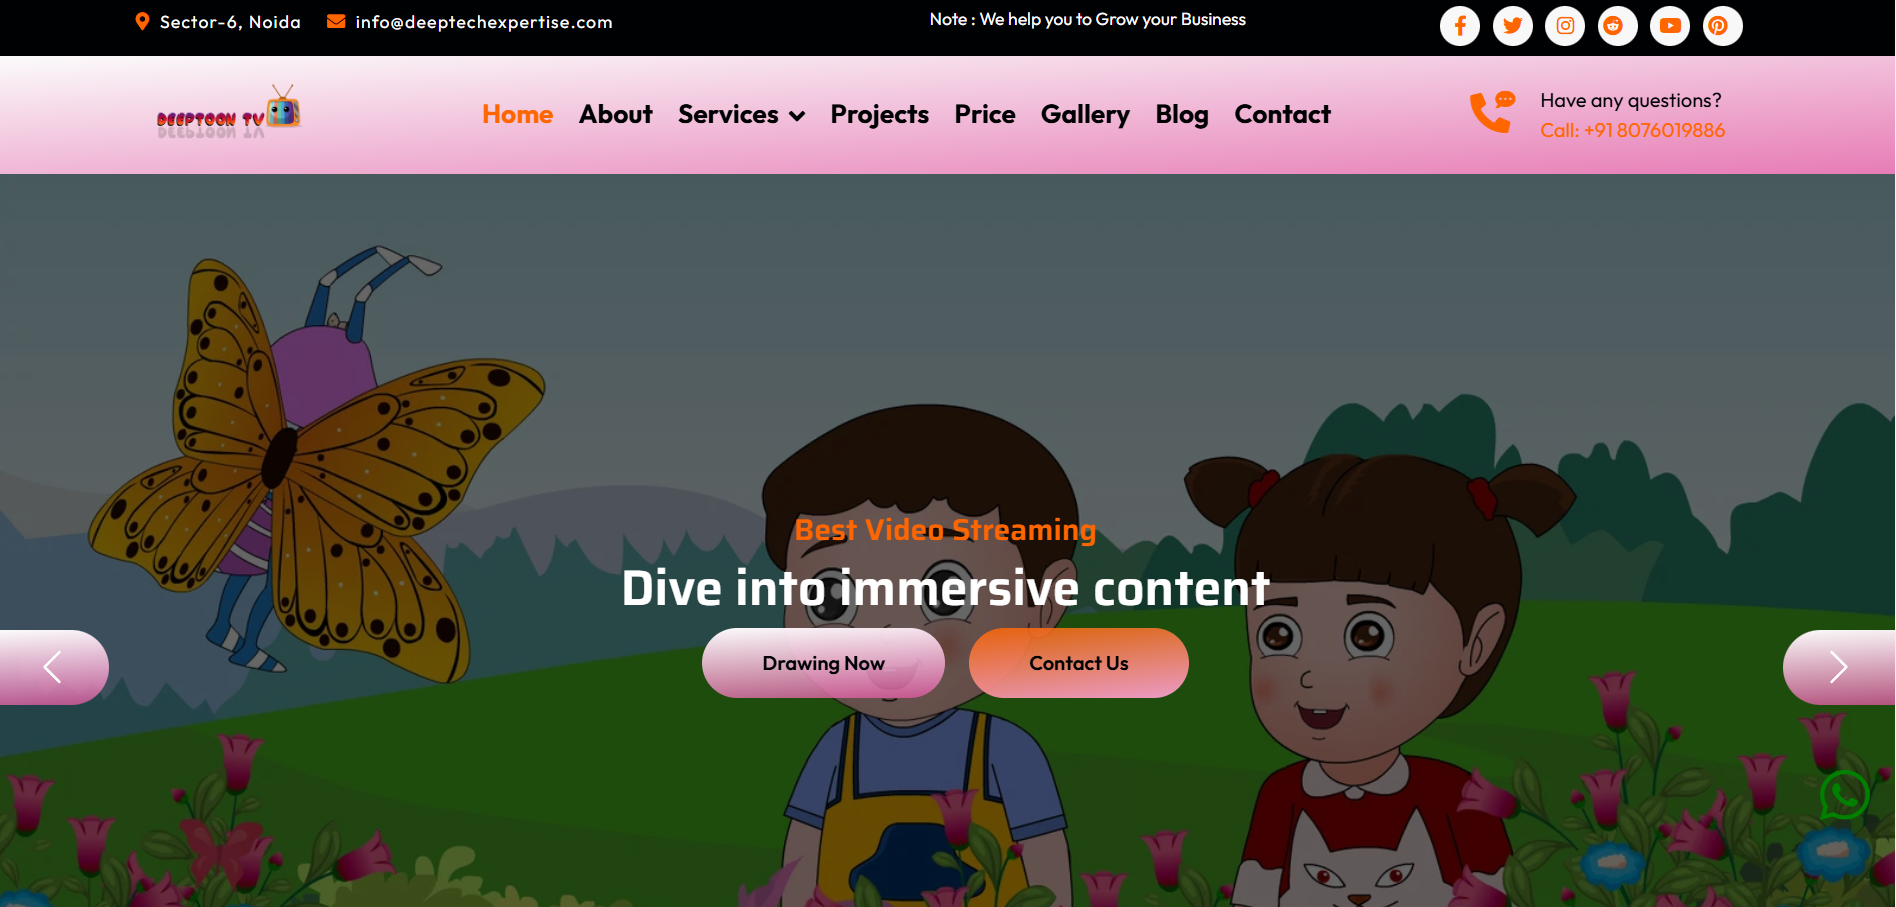 Sector-6, Noida info@deeptechexpertise.com Note : We help you to Grow your Business
DEEPTOON TV
Home About Services Projects Price Gallery Blog Contact
Have any questions?
Call: +91 8076019886
Best Video Streaming
Dive into immersive content
Drawing Now Contact Us